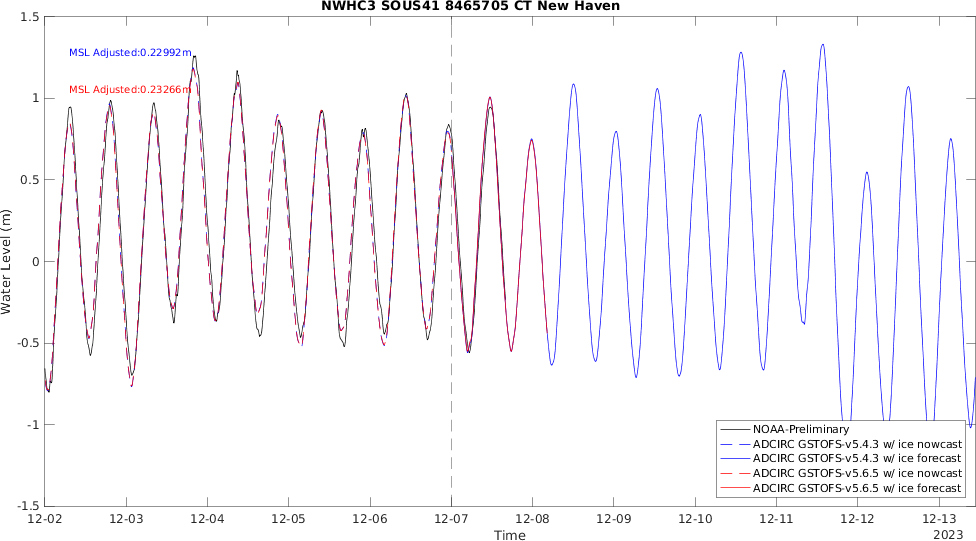 NWHC3 SOUS41 8465705 CT New Haven
1.5
MSL Adjusted:0.22992m
MSL Adjusted:0.23266m
1
0.5
0
-0.5
-1
-1.5
Water Level (m)
NOAA-Preliminary
ADCIRC GSTOFS-v5.4.3 w/ ice nowcast
ADCIRC GSTOFS-v5.4.3 w/ ice forecast
ADCIRC GSTOFS-v5.6.5 w/ ice nowcast
ADCIRC GSTOFS-v5.6.5 w/ ice forecast
12-02 12-03 12-04 12-05 12-06 12-07 12-08 12-09 12-10 12-11 12-12 12-13
Time
2023